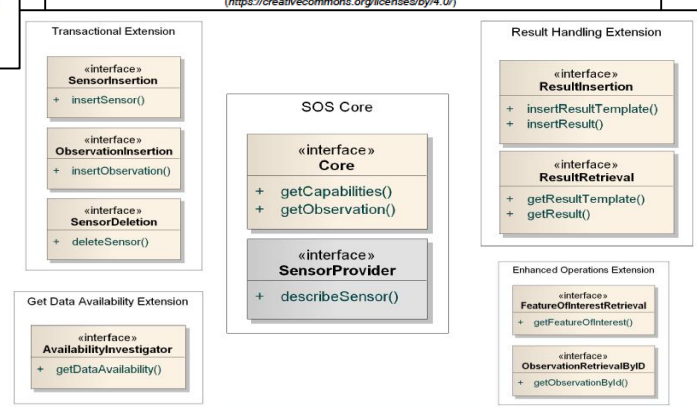 (https://creativecommons.org/licenses/by/4.0/)
Transactional Extension
«interface»
SensorInsertion
+ insertSensor()
«interface»
ObservationInsertion
+ insertObservation()
«interface»
SensorDeletion
+ deleteSensor()
Get Data Availability Extension
«interface»
AvailabilityInvestigator
+ getDataAvailability()
SOS Core
«interface»
Core
+ getCapabilities()
+ getObservation()
«interface»
SensorProvider
+ describeSensor()
Result Handling Extension
«interface»
ResultInsertion
+ insertResultTemplate()
+ insertResult()
«interface»
ResultRetrieval
+ getResultTemplate()
+ getResult()
Enhanced Operations Extension
«interface»
FeatureOfInterestRetrieval
+ getFeatureOfInterest()
«interface»
ObservationRetrievalByID
+ getObservationById()